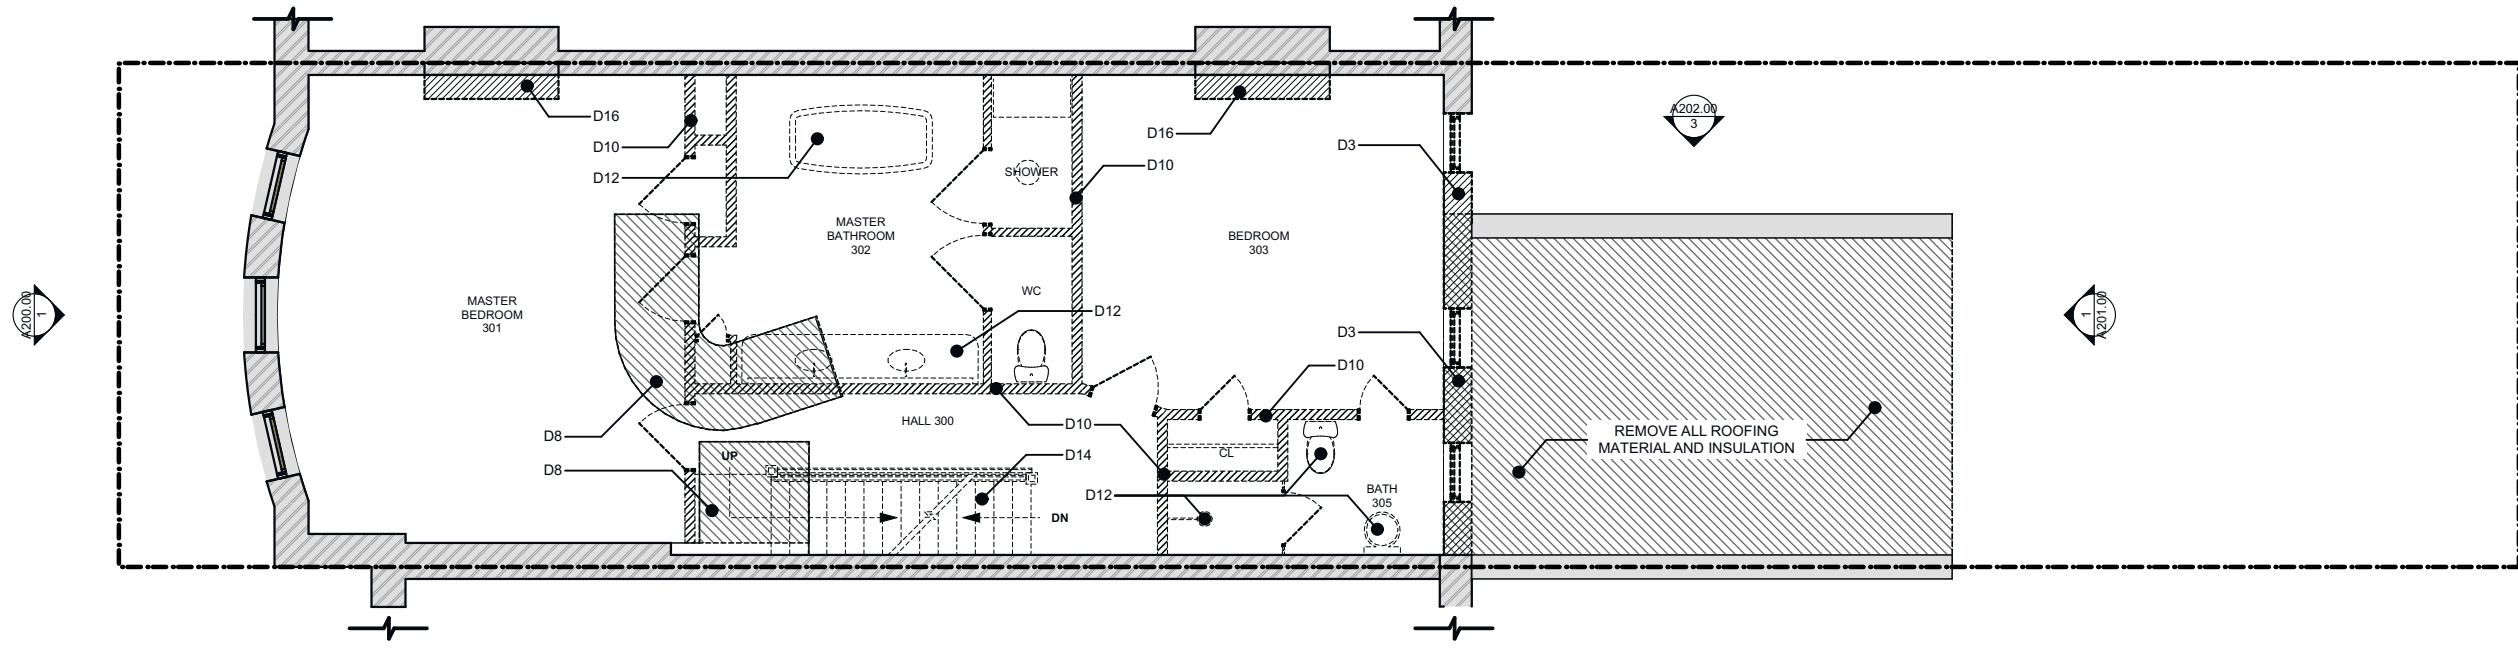 A202.00
3
D16
D10
D12
D16
D10
D3
SHOWER
MASTER
BATHROOM
302
BEDROOM
303
WC
A200.00
1
MASTER
BEDROOM
301
D12
D3
1
A201.00
D10
HALL 300
D10
D8
REMOVE ALL ROOFING
MATERIAL AND INSULATION
UP
D14
CL
D8
D12
BATH
305
DN